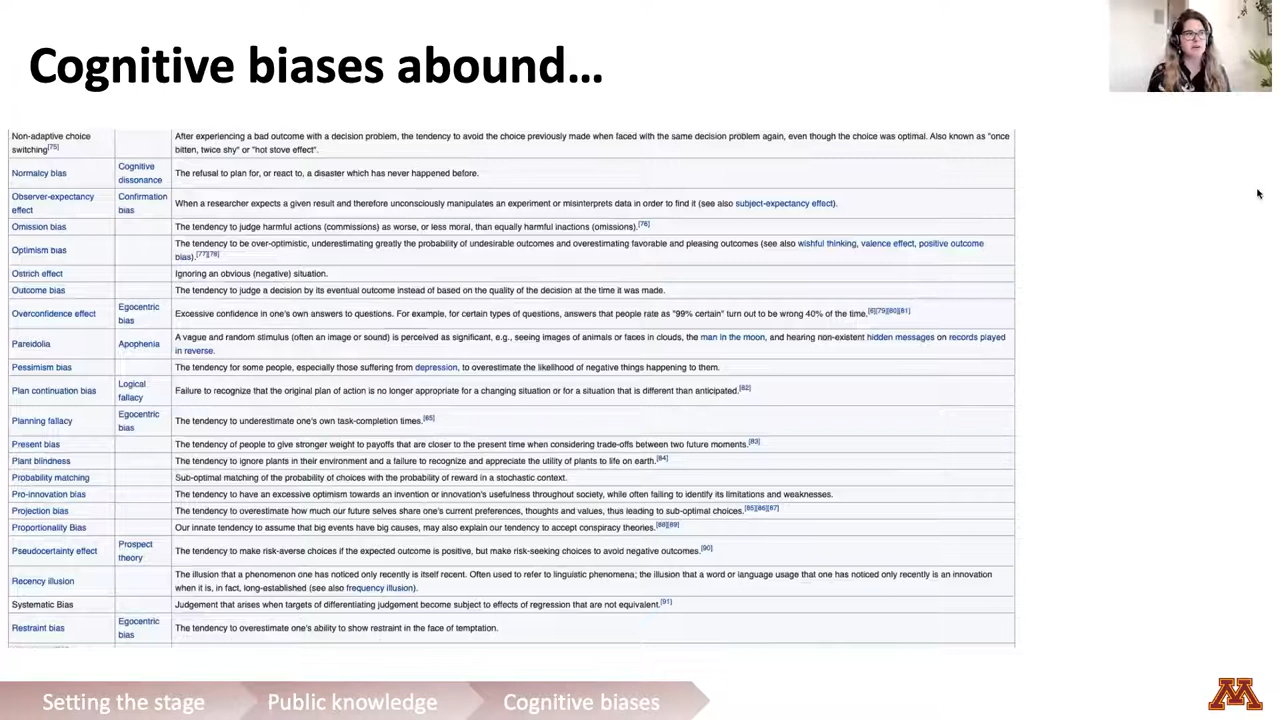 Cognitive biases abound...
Non-adaptive choice
switching[75]
After experiencing a bad outcome with a decision problem, the tendency to avoid the choice previously made when faced with the same decision problem again, even though the choice was optimal. Also known as "once
bitten, twice shy" or "hot stove effect".
Normalcy bias
Cognitive
dissonance
The refusal to plan for, or react to, a disaster which has never happened before.
Observer-expectancy
effect
Confirmation
bias
When a researcher expects a given result and therefore unconsciously manipulates an experiment or misinterprets data in order to find it (see also subject-expectancy effect).
Omission bias
The tendency to judge harmful actions (commissions) as worse, or less moral, than equally harmful inactions (omissions).[76]
Optimism bias
The tendency to be over-optimistic, underestimating greatly the probability of undesirable outcomes and overestimating favorable and pleasing outcomes (see also wishful thinking, valence effect, positive outcome
bias).[77][78]
Ostrich effect
Ignoring an obvious (negative) situation.
Outcome bias
The tendency to judge a decision by its eventual outcome instead of based on the quality of the decision at the time it was made.
Overconfidence effect
Egocentric
bias
Excessive confidence in one's own answers to questions. For example, for certain types of questions, answers that people rate as "99% certain" turn out to be wrong 40% of the time.[6][79][80][81]
Pareidolia
Apophenia
A vague and random stimulus (often an image or sound) is perceived as significant, e.g., seeing images of animals or faces in clouds, the man in the moon, and hearing non-existent hidden messages on records played
in reverse.
Pessimism bias
The tendency for some people, especially those suffering from depression, to overestimate the likelihood of negative things happening to them.
Plan continuation bias
Logical
fallacy
Failure to recognize that the original plan of action is no longer appropriate for a changing situation or for a situation that is different than anticipated.[82]
Planning fallacy
Egocentric
bias
The tendency to underestimate one's own task-completion times.[65]
Present bias
The tendency of people to give stronger weight to payoffs that are closer to the present time when considering trade-offs between two future moments.[83]
Plant blindness
The tendency to ignore plants in their environment and a failure to recognize and appreciate the utility of plants to life on earth.[84]
Probability matching
Sub-optimal matching of the probability of choices with the probability of reward in a stochastic context.
Pro-innovation bias
The tendency to have an excessive optimism towards an invention or innovation's usefulness throughout society, while often failing to identify its limitations and weaknesses.
Projection bias
The tendency to overestimate how much our future selves share one's current preferences, thoughts and values, thus leading to sub-optimal choices.[85][86][87]
Proportionality Bias
Our innate tendency to assume that big events have big causes, may also explain our tendency to accept conspiracy theories.[88][89]
Pseudocertainty effect
Prospect
theory
The tendency to make risk-averse choices if the expected outcome is positive, but make risk-seeking choices to avoid negative outcomes.[90]
Recency illusion
The illusion that a phenomenon one has noticed only recently is itself recent. Often used to refer to linguistic phenomena; the illusion that a word or language usage that one has noticed only recently is an innovation
when it is, in fact, long-established (see also frequency illusion).
Systematic Bias
Judgement that arises when targets of differentiating judgement become subject to effects of regression that are not equivalent.[91]
Restraint bias
Egocentric
bias
The tendency to overestimate one's ability to show restraint in the face of temptation.
Setting the stage
Public knowledge
Cognitive biases
M